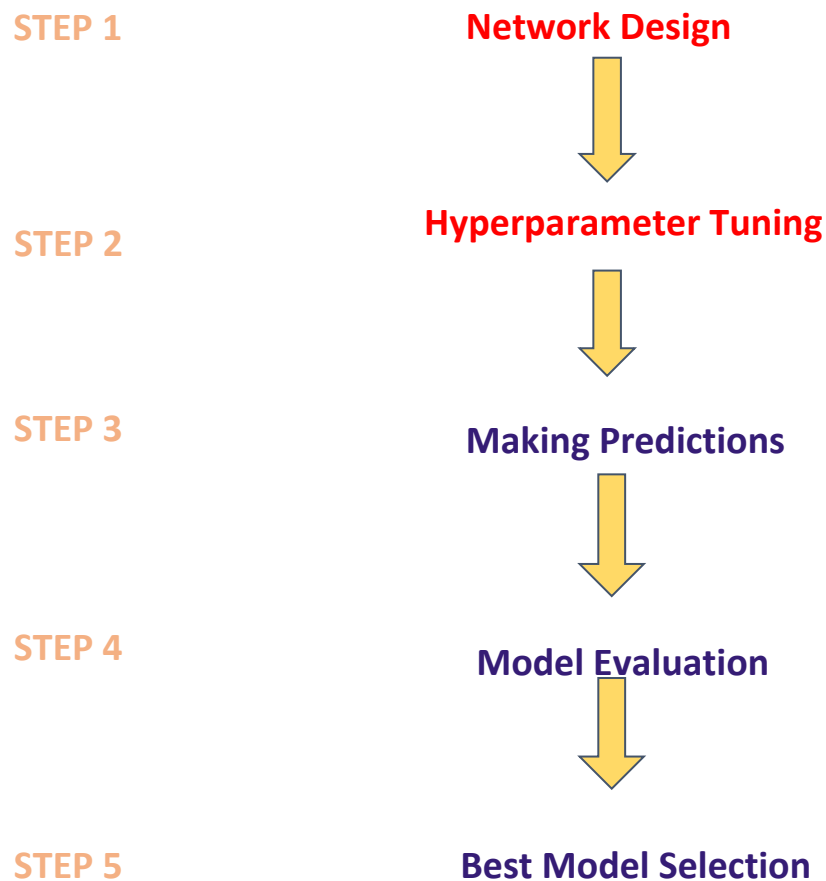 STEP 1
Network Design
STEP 2
Hyperparameter Tuning
STEP 3
Making Predictions
STEP 4
Model Evaluation
STEP 5
Best Model Selection